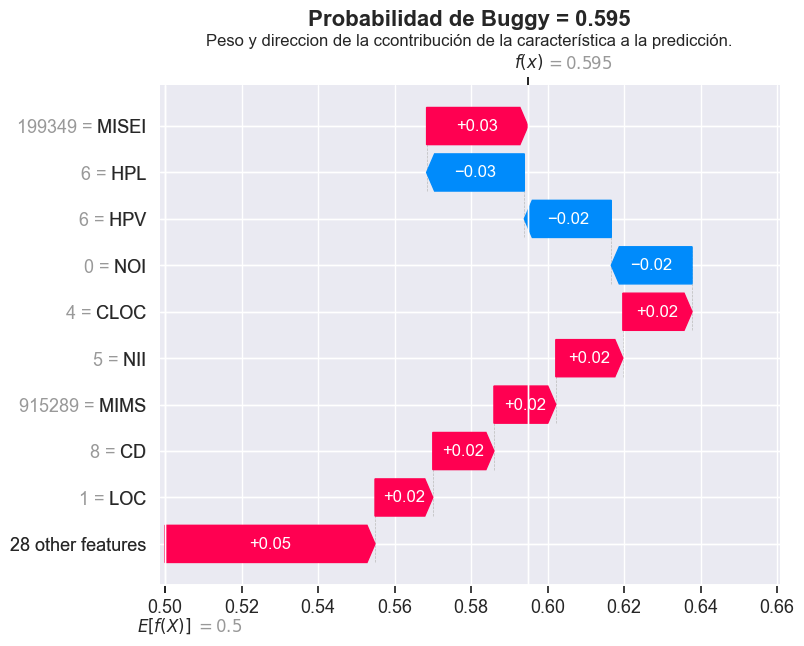 Probabilidad de Buggy = 0.595
Peso y direccion de la ccontribución de la característica a la predicción.
f(x) = 0.595
199349 = MISEI +0.03
6 = HPL −0.03
6 = HPV −0.02
0 = NOI −0.02
4 = CLOC +0.02
5 = NII +0.02
915289 = MIMS +0.02
8 = CD +0.02
1 = LOC +0.02
28 other features +0.05
0.50 0.52 0.54 0.56 0.58 0.60 0.62 0.64 0.66
E[f(X)] = 0.5